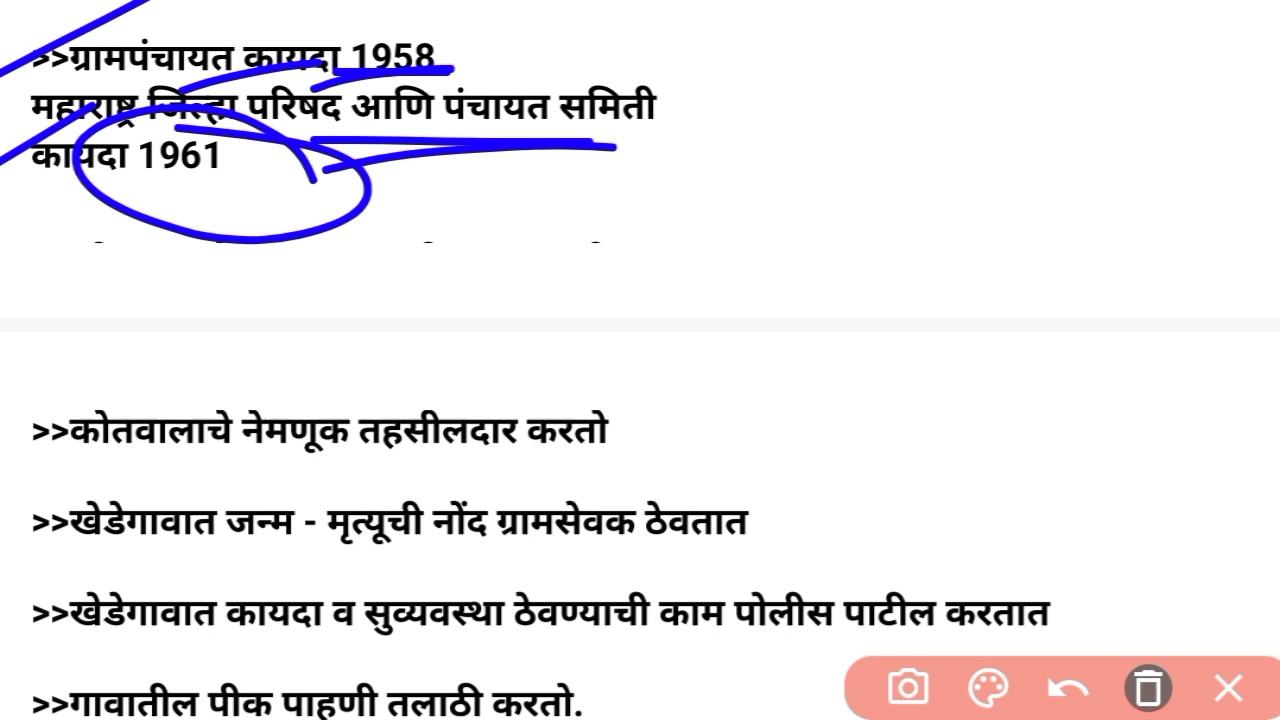 >>ग्रामपंचायत कायदा 1958
महाराष्ट्र जिल्हा परिषद आणि पंचायत समिती
कायदा 1961
>>कोतवालाचे नेमणूक तहसीलदार करतो
>>खेडेगावात जन्म - मृत्यूची नोंद ग्रामसेवक ठेवतात
>>खेडेगावात कायदा व सुव्यवस्था ठेवण्याची काम पोलीस पाटील करतात
>>गावातील पीक पाहणी तलाठी करतो.